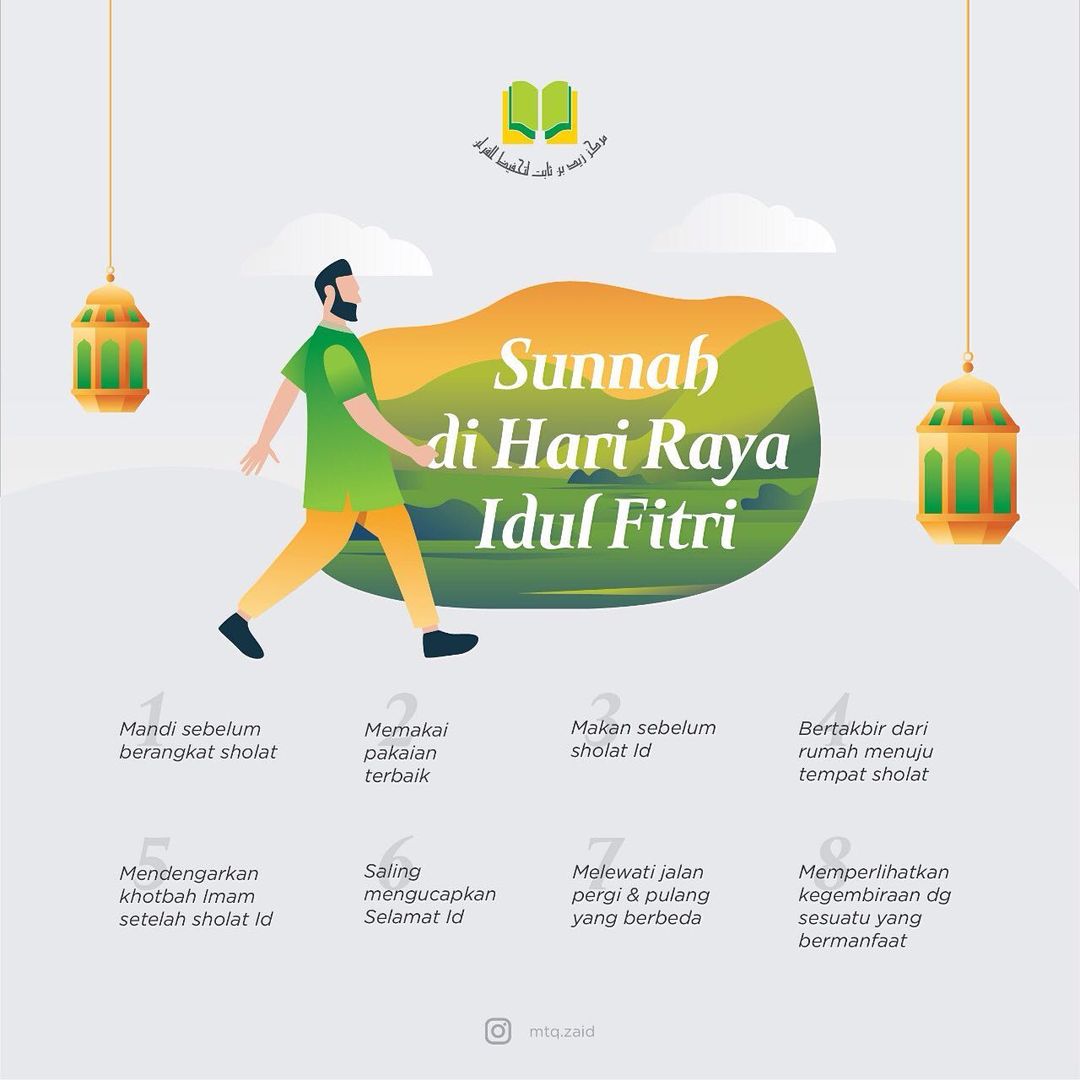 مركز زيد بن ثابت لتحفيظ القرآن
Sunnah
di Hari Raya
Idul Fitri
1
Mandi sebelum
berangkat sholat
2
Memakai
pakaian
terbaik
3
Makan sebelum
sholat Id
4
Bertakbir dari
rumah menuju
tempat sholat
5
Mendengarkan
khotbah Imam
setelah sholat Id
6
Saling
mengucapkan
Selamat Id
7
Melewati jalan
pergi & pulang
yang berbeda
8
Memperlihatkan
kegembiraan dg
sesuatu yang
bermanfaat
mtq.zaid